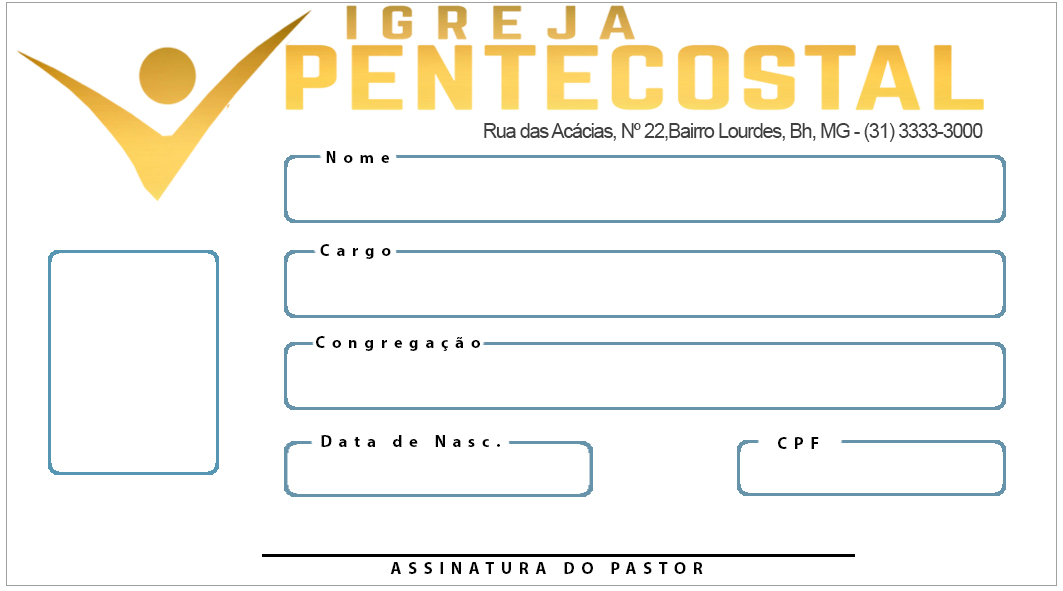 IGREJA
PENTECOSTAL
Rua das Acácias, Nº 22,Bairro Lourdes, Bh, MG - (31) 3333-3000
Nome
Cargo
Congregação
Data de Nasc.
CPF
ASSINATURA DO PASTOR